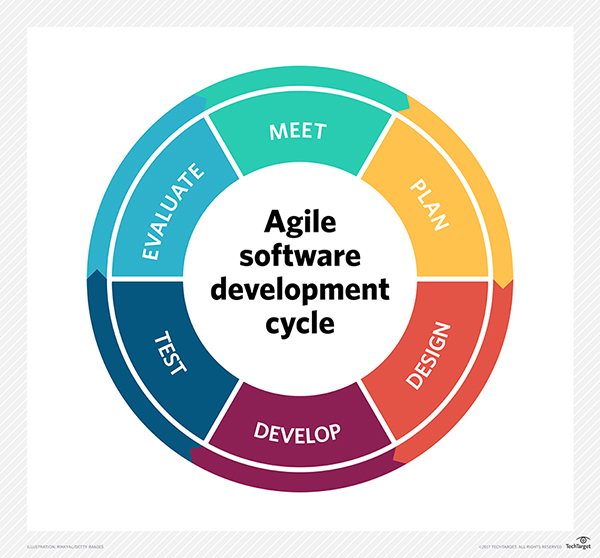 MEET
PLAN
DESIGN
DEVELOP
TEST
EVALUATE
Agile
software
development
cycle
ILLUSTRATION: RYKYAL/GETTY IMAGES
©2017 TECHTARGET. ALL RIGHTS RESERVED
TechTarget